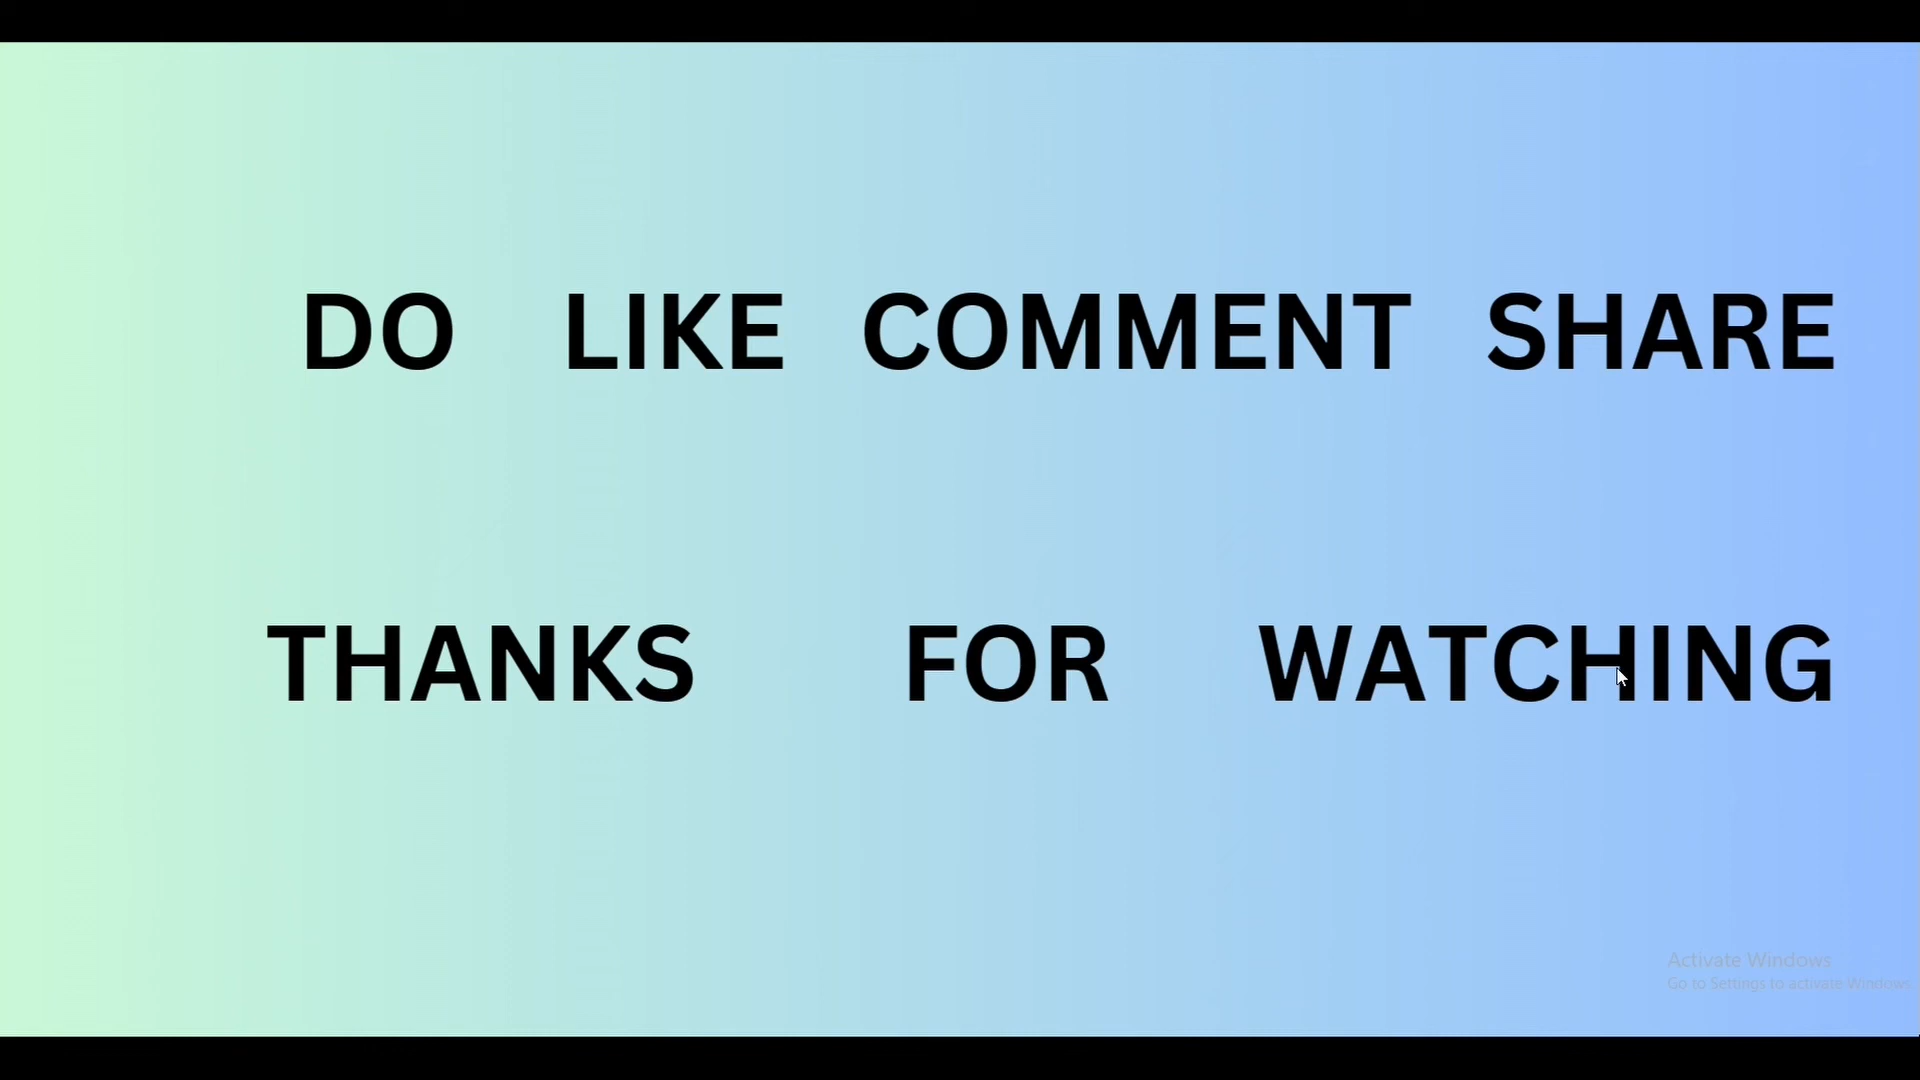 DO LIKE COMMENT SHARE
THANKS FOR WATCHING
Activate Windows
Go to Settings to activate Windows.